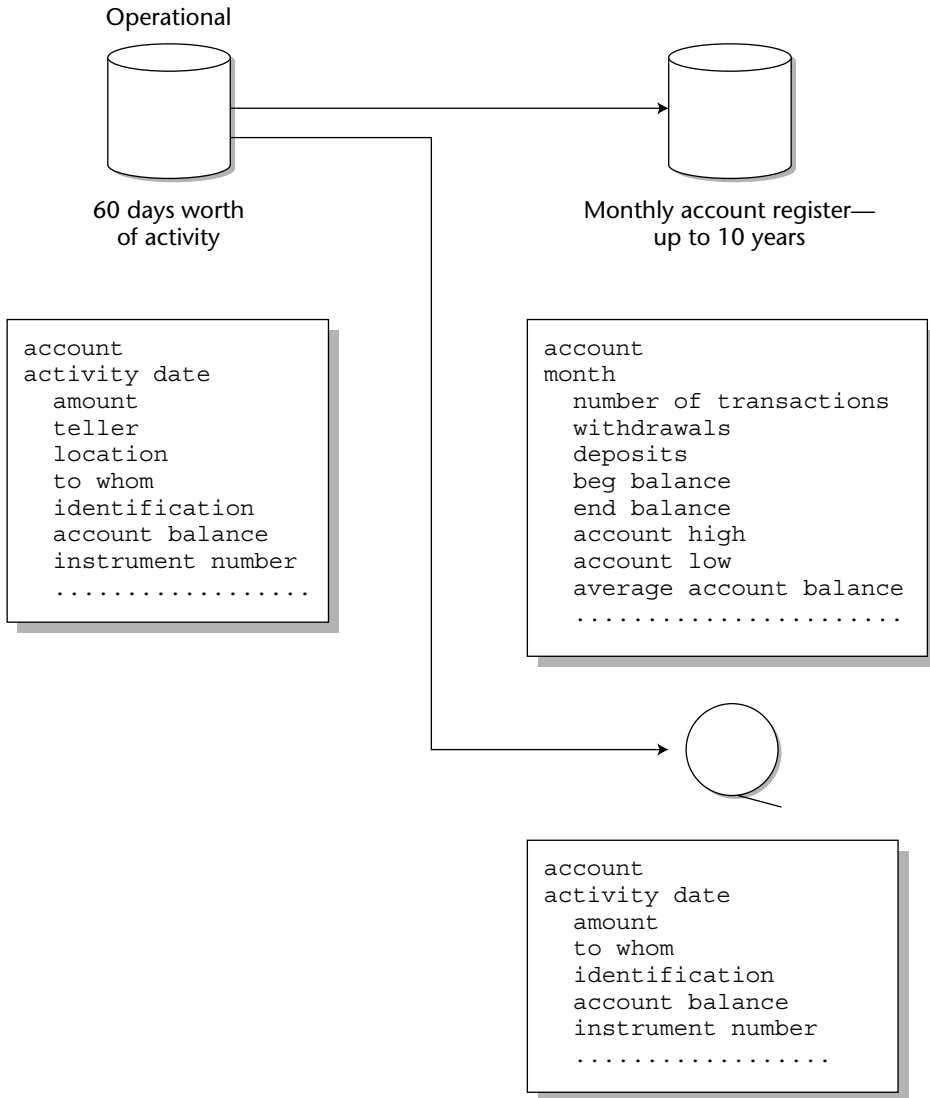 Operational
60 days worth
of activity
Monthly account register—
up to 10 years
account
activity date
amount
teller
location
to whom
identification
account balance
instrument number
..................
account
month
number of transactions
withdrawals
deposits
beg balance
end balance
account high
account low
average account balance
.......................
account
activity date
amount
to whom
identification
account balance
instrument number
..................